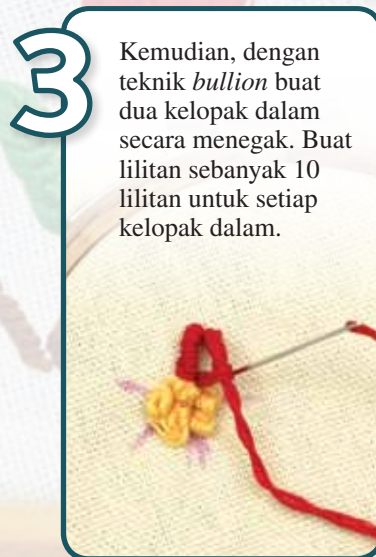 3
Kemudian, dengan
teknik bullion buat
dua kelopak dalam
secara menegak. Buat
lilitan sebanyak 10
lilitan untuk setiap
kelopak dalam.